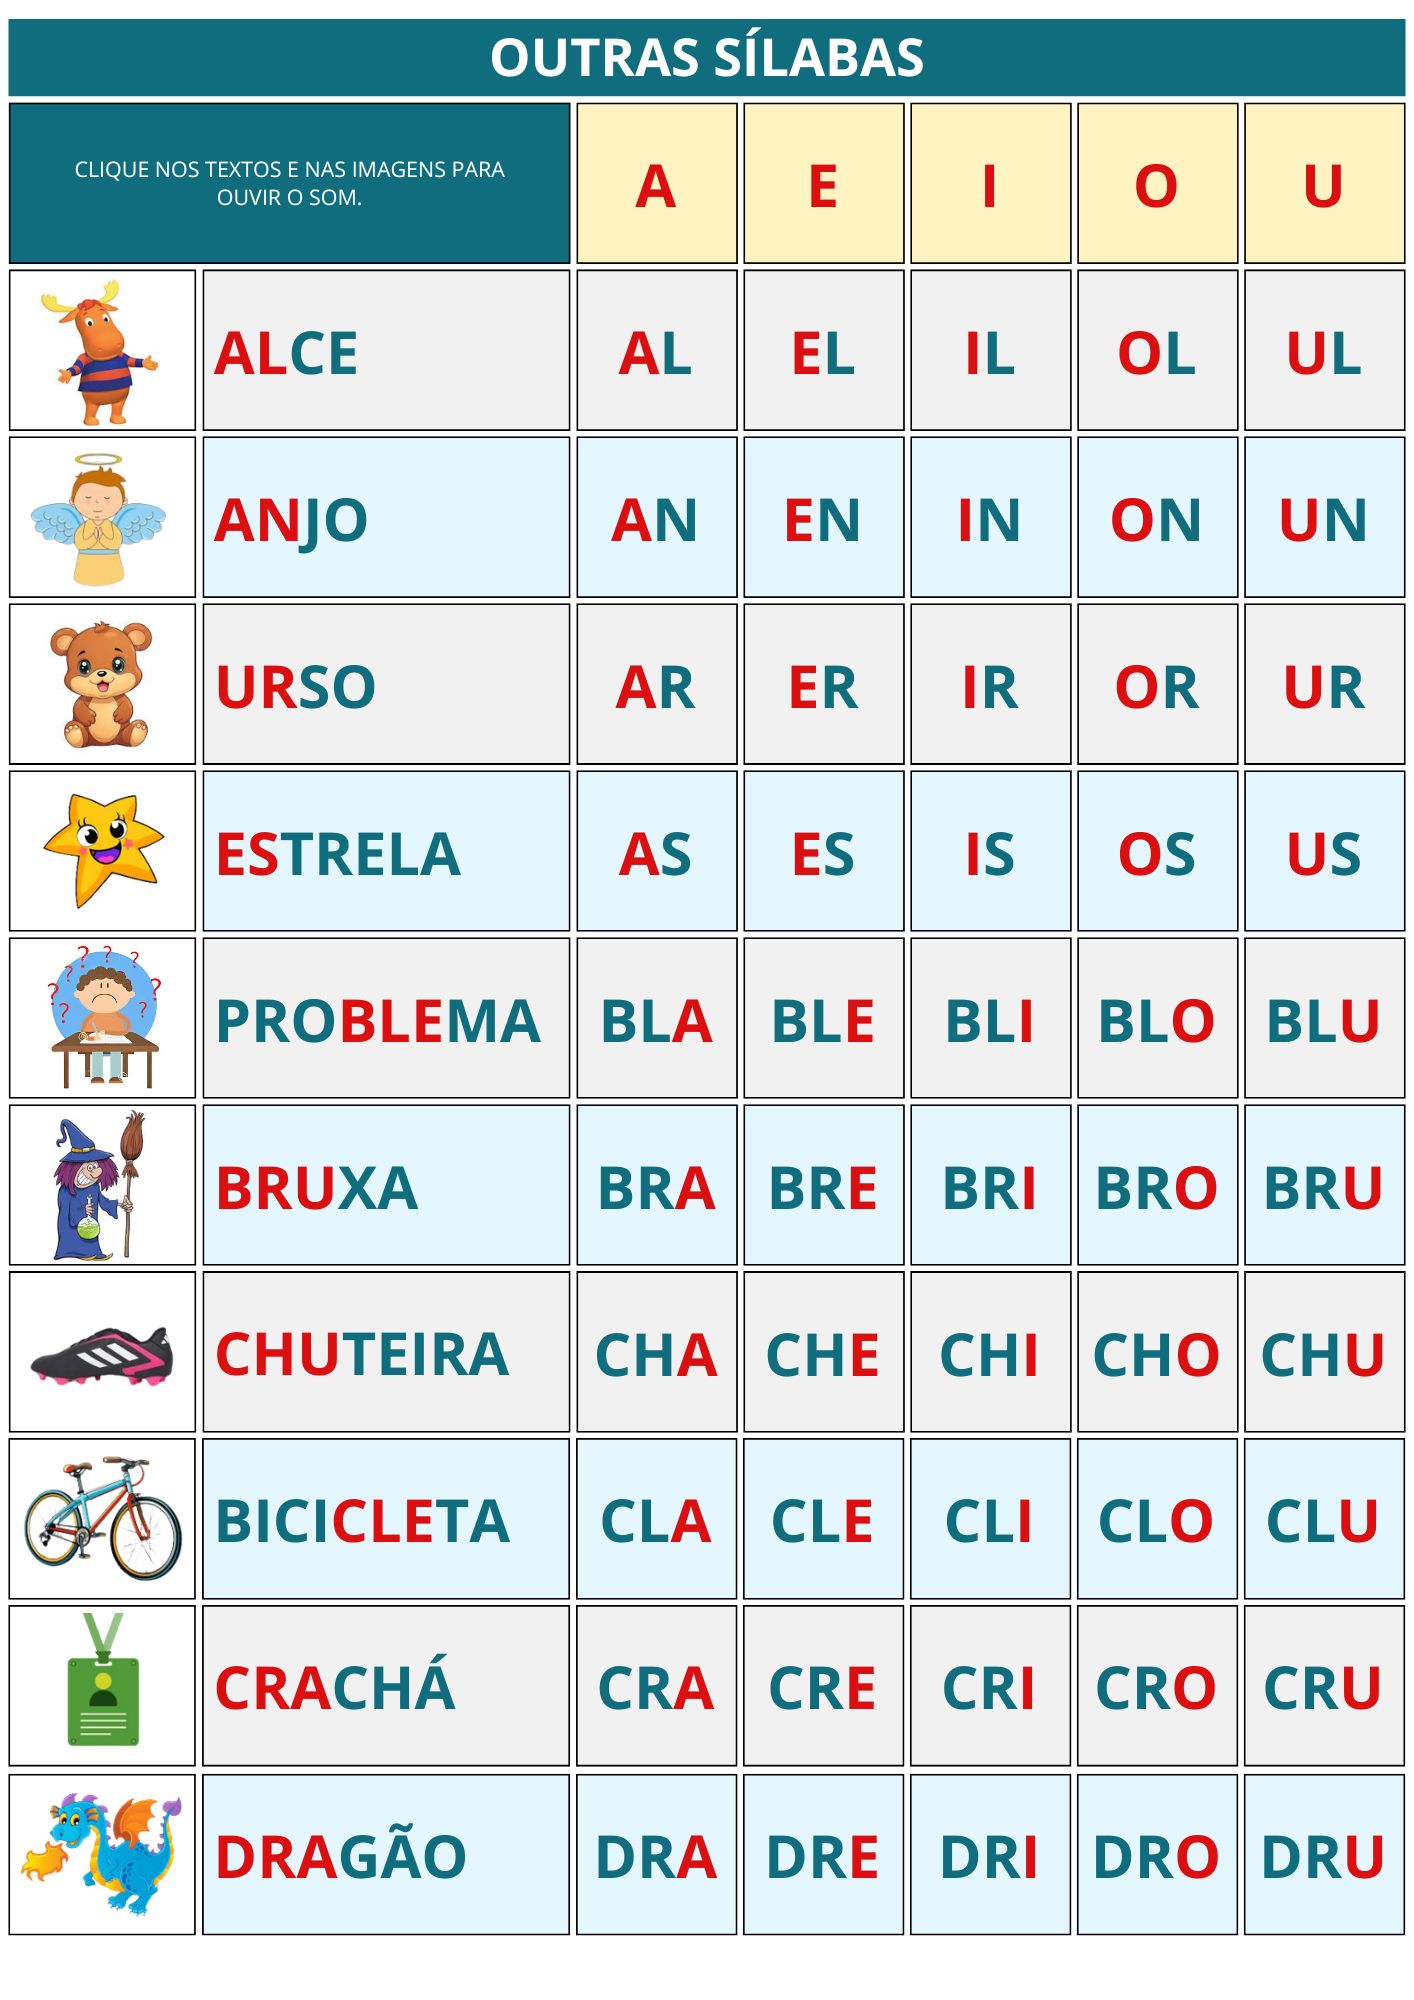 OUTRAS SÍLABAS
CLIQUE NOS TEXTOS E NAS IMAGENS PARA
OUVIR O SOM.
A E I O U
ALCE AL EL IL OL UL
ANJO AN EN IN ON UN
URSO AR ER IR OR UR
ESTRELA AS ES IS OS US
? ? ? ? ? ? ? ? ?
PROBLEMA BLA BLE BLI BLO BLU
BRUXA BRA BRE BRI BRO BRU
CHUTEIRA CHA CHE CHI CHO CHU
BICICLETA CLA CLE CLI CLO CLU
CRACHÁ CRA CRE CRI CRO CRU
DRAGÃO DRA DRE DRI DRO DRU